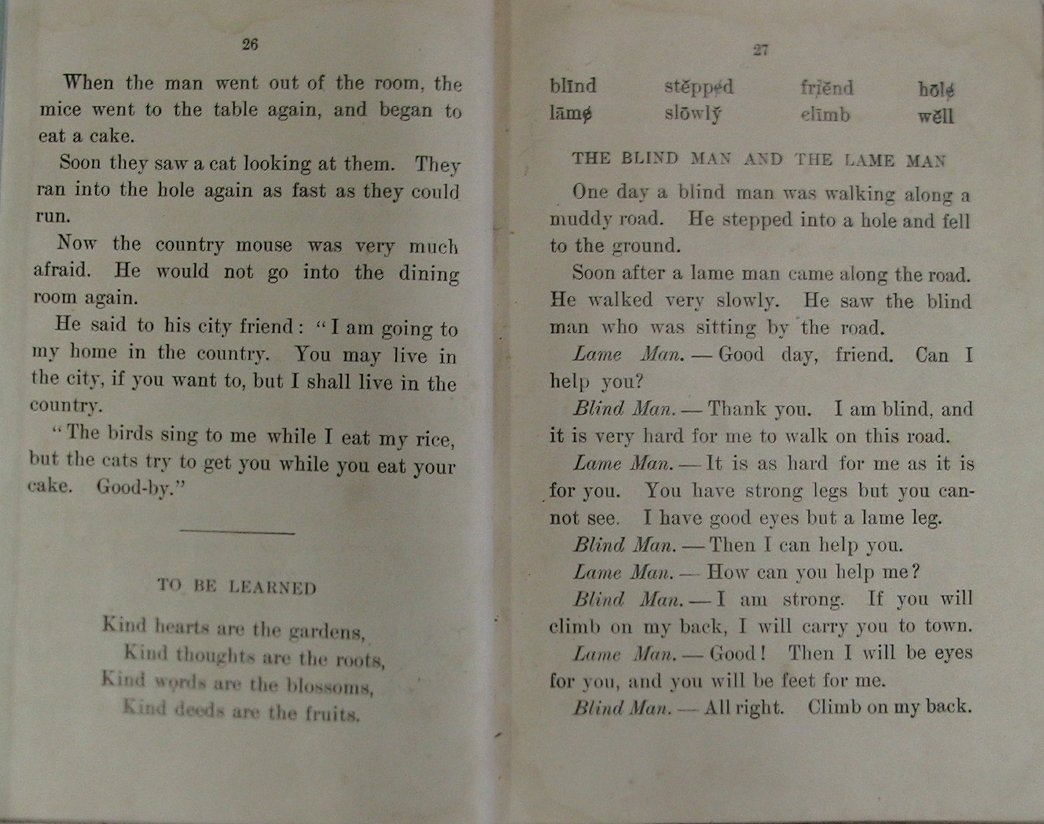 26
When the man went out of the room, the
mice went to the table again, and began to
eat a cake.
Soon they saw a cat looking at them. They
ran into the hole again as fast as they could
run.
Now the country mouse was very much
afraid. He would not go into the dining
room again.
He said to his city friend: "I am going to
my home in the country. You may live in
the city, if you want to, but I shall live in the
country.
"The birds sing to me while I eat my rice,
but the cats try to get you while you eat your
cake. Good-by."
TO BE LEARNED
Kind hearts are the gardens,
Kind thoughts are the roots,
Kind words are the blossoms,
Kind deeds are the fruits.
27
blīnd stĕppe̸d fri̸ĕnd hōle̸
lāme̸ slōwlў clīmb wĕll
THE BLIND MAN AND THE LAME MAN
One day a blind man was walking along a
muddy road. He stepped into a hole and fell
to the ground.
Soon after a lame man came along the road.
He walked very slowly. He saw the blind
man who was sitting by the road.
Lame Man. — Good day, friend. Can I
help you?
Blind Man. — Thank you. I am blind, and
it is very hard for me to walk on this road.
Lame Man. — It is as hard for me as it is
for you. You have strong legs but you can-
not see. I have good eyes but a lame leg.
Blind Man. — Then I can help you.
Lame Man. — How can you help me?
Blind Man. — I am strong. If you will
climb on my back, I will carry you to town.
Lame Man. — Good! Then I will be eyes
for you, and you will be feet for me.
Blind Man. — All right. Climb on my back.